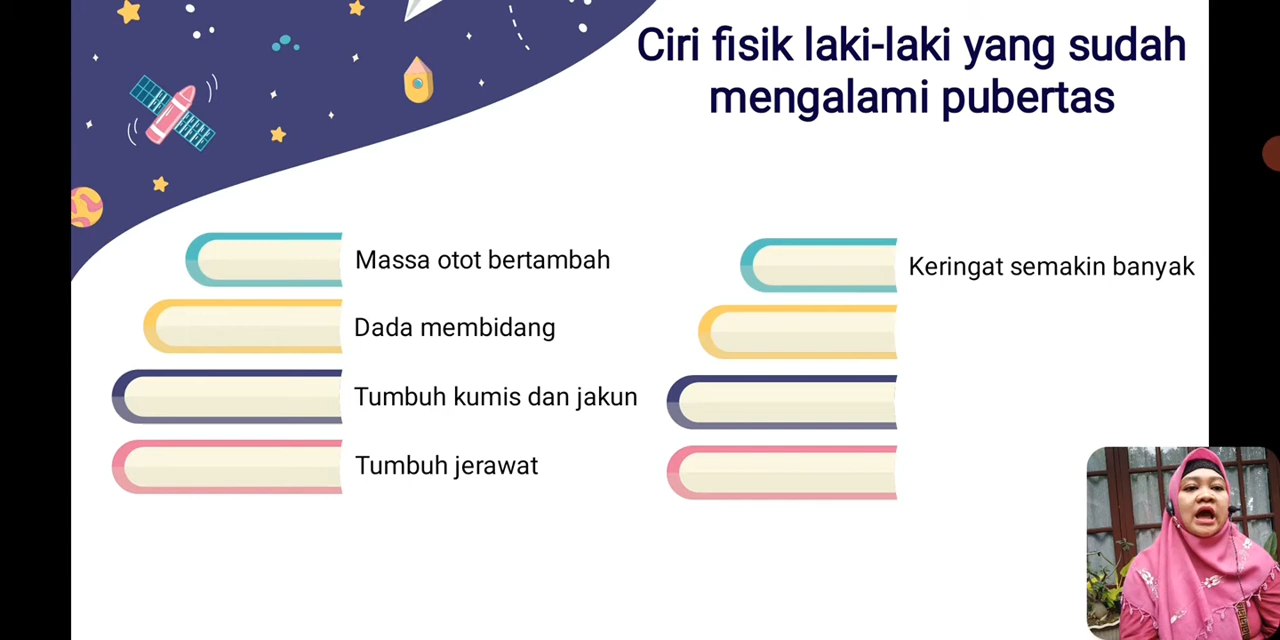 Ciri fisik laki-laki yang sudah
mengalami pubertas
Massa otot bertambah
Dada membidang
Tumbuh kumis dan jakun
Tumbuh jerawat
Keringat semakin banyak